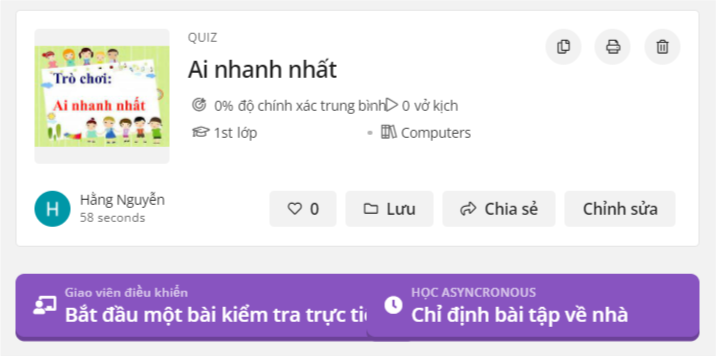 QUIZ
Ai nhanh nhất
Trò chơi:
Ai nhanh nhất
0% độ chính xác trung bình 0 vở kịch
1st lớp • Computers
H
Hằng Nguyễn
58 seconds
0 Lưu Chia sẻ Chỉnh sửa
Giao viên điều khiển
Bắt đầu một bài kiểm tra trực ti
HỌC ASYNCRONOUS
Chỉ định bài tập về nhà